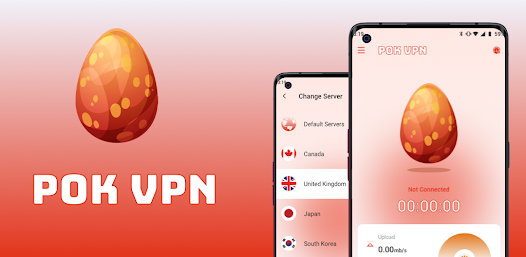 POK VPN
Change Server
Default Servers
Canada
United Kingdom
Japan
South Korea
59%
POK VPN
Not Connected
00:00:00
Upload
0.00mb/s